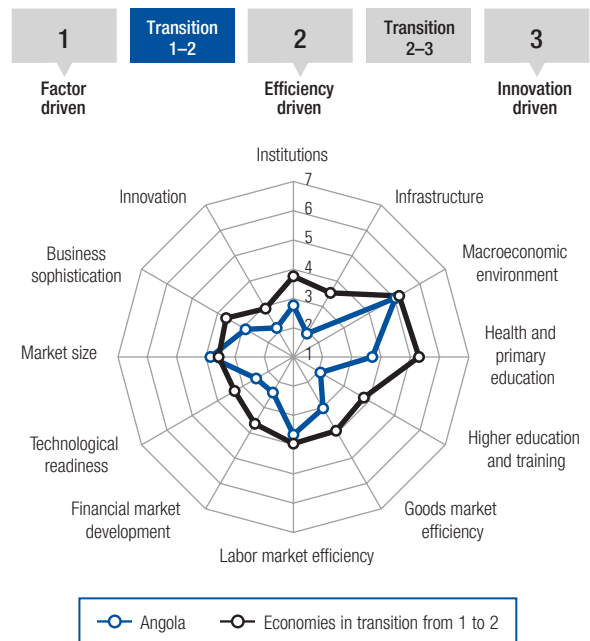 1
Transition
1–2
2
Transition
2–3
3
Factor
driven
Efficiency
driven
Innovation
driven
Institutions
Infrastructure
Macroeconomic
environment
Health and
primary
education
Higher education
and training
Goods market
efficiency
Labor market efficiency
Financial market
development
Technological
readiness
Market size
Business
sophistication
Innovation
7
6
5
4
3
2
1
Angola
Economies in transition from 1 to 2